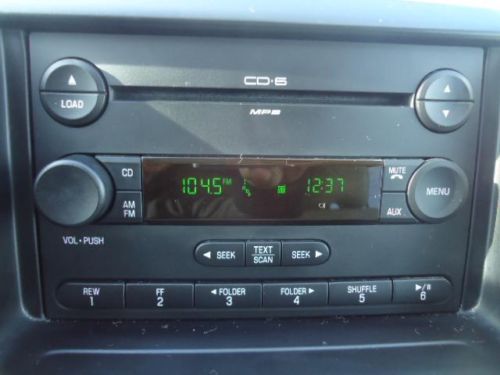 CD·6
LOAD
MP3
CD
104.5 FM
12:37
MUTE
MENU
AM
FM
AUX
VOL·PUSH
SEEK
TEXT
SCAN
SEEK
REW
1
FF
2
FOLDER
3
FOLDER
4
SHUFFLE
5
6